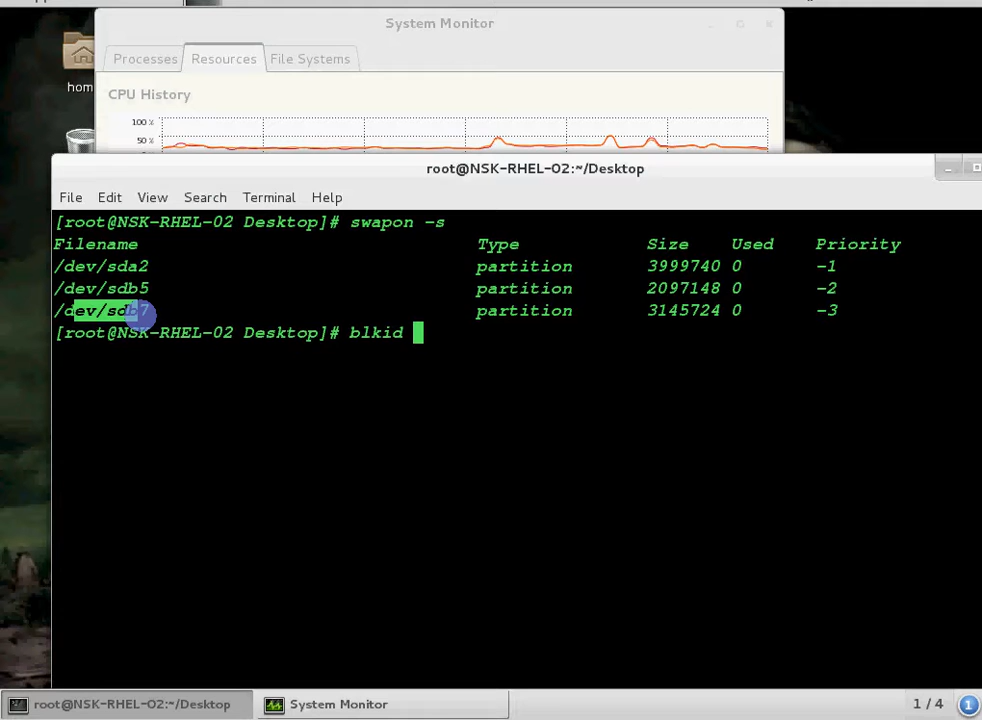 System Monitor
Processes Resources File Systems
hom
CPU History
100 %
50 %
root@NSK-RHEL-02:~/Desktop
File Edit View Search Terminal Help
[root@NSK-RHEL-02 Desktop]# swapon -s
Filename Type Size Used Priority
/dev/sda2 partition 3999740 0 -1
/dev/sdb5 partition 2097148 0 -2
/dev/sdb7 partition 3145724 0 -3
[root@NSK-RHEL-02 Desktop]# blkid
root@NSK-RHEL-02:~/Desktop System Monitor 1 / 4 1